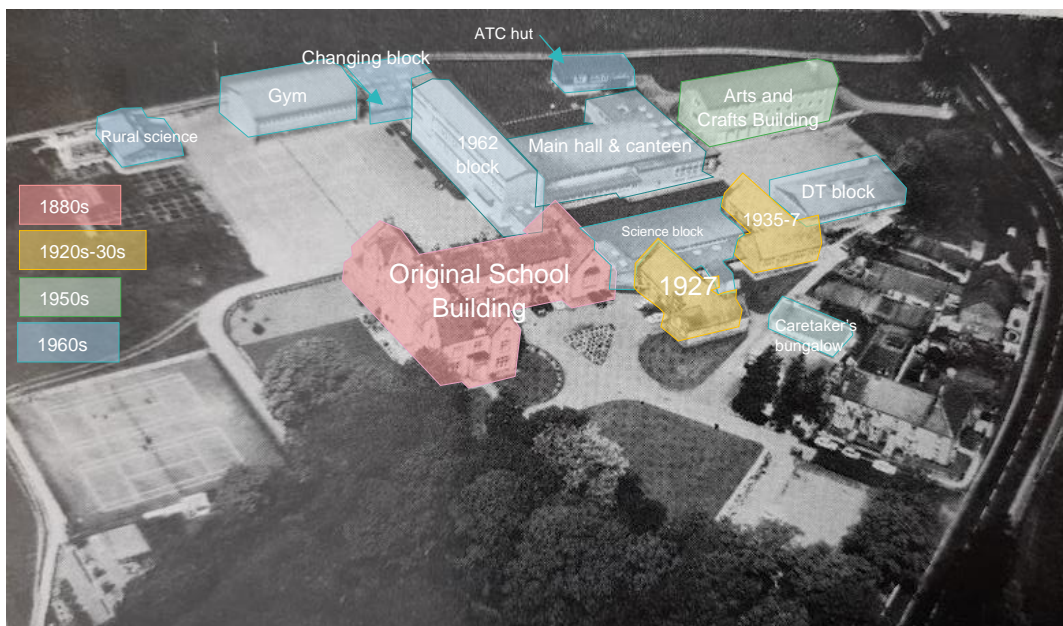 ATC hut
Changing block
Gym
Arts and
Crafts Building
Rural science
1962
block
Main hall & canteen
DT block
1880s
1935-7
Science block
1920s-30s
Original School
Building
1927
1950s
Caretaker's
bungalow
1960s